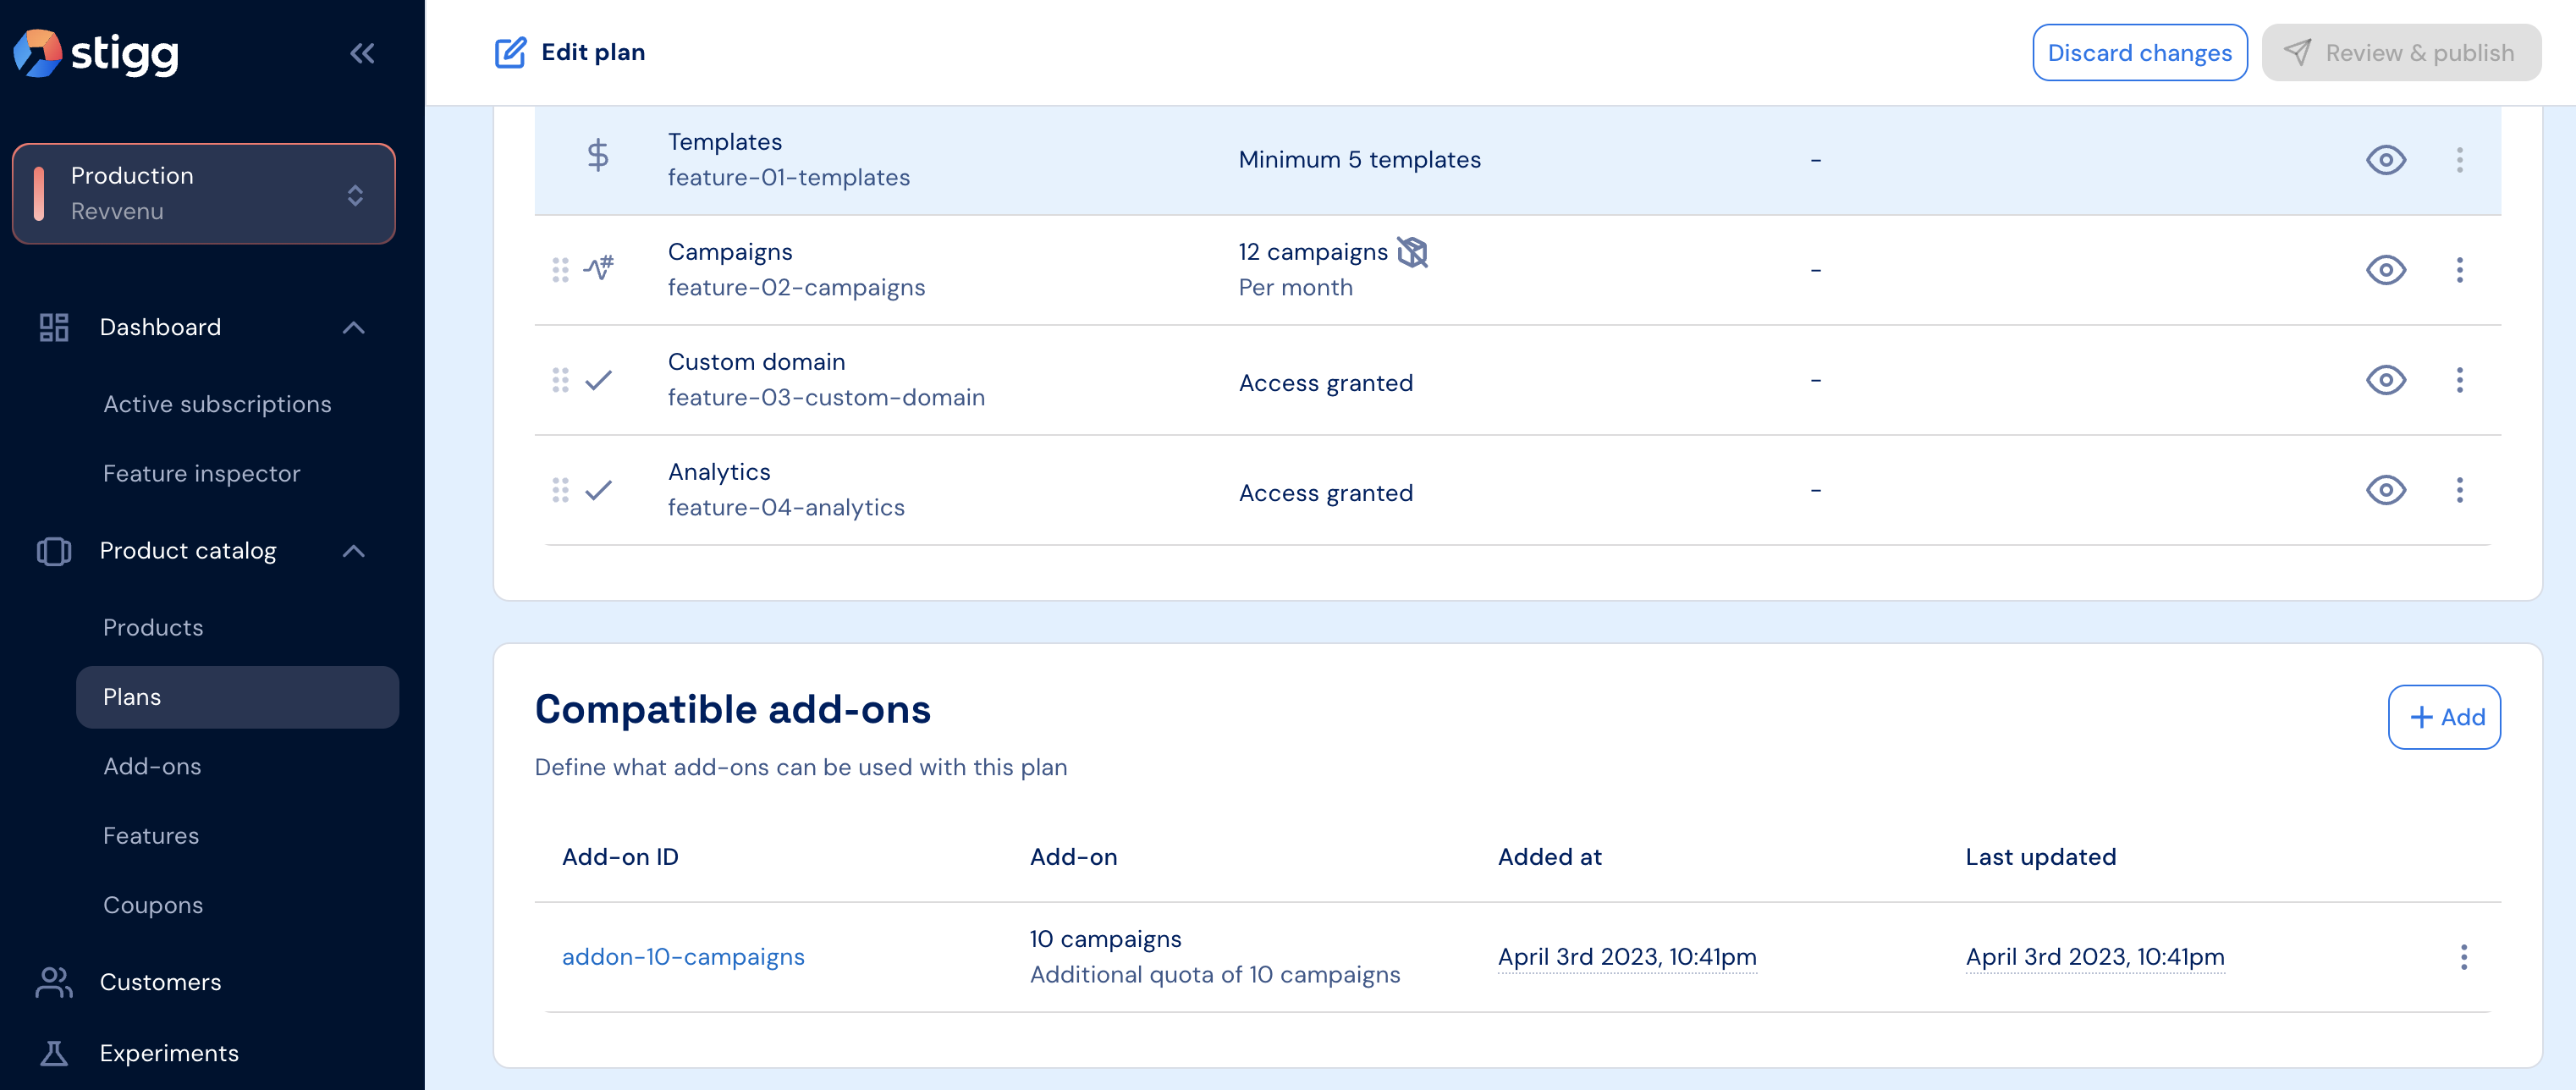 stigg
Production
Revvenu
Dashboard
Active subscriptions
Feature inspector
Product catalog
Products
Plans
Add-ons
Features
Coupons
Customers
Experiments
Edit plan
Discard changes
Review & publish
Templates
feature-01-templates
Minimum 5 templates
-
Campaigns
feature-02-campaigns
12 campaigns
Per month
-
Custom domain
feature-03-custom-domain
Access granted
-
Analytics
feature-04-analytics
Access granted
-
Compatible add-ons
Define what add-ons can be used with this plan
+ Add
Add-on ID
Add-on
Added at
Last updated
addon-10-campaigns
10 campaigns
Additional quota of 10 campaigns
April 3rd 2023, 10:41pm
April 3rd 2023, 10:41pm